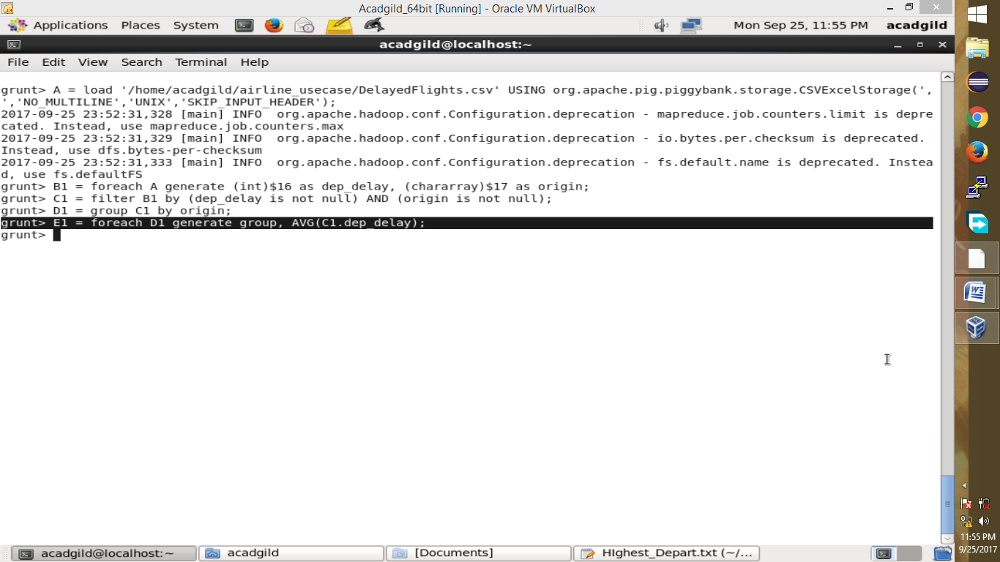 Acadgild_64bit [Running] - Oracle VM VirtualBox
Applications Places System Mon Sep 25, 11:55 PM acadgild
acadgild@localhost:~
File Edit View Search Terminal Help
grunt> A = load '/home/acadgild/airline_usecase/DelayedFlights.csv' USING org.apache.pig.piggybank.storage.CSVExcelStorage(',
','NO_MULTILINE','UNIX','SKIP_INPUT_HEADER');
2017-09-25 23:52:31,328 [main] INFO  org.apache.hadoop.conf.Configuration.deprecation - mapreduce.job.counters.limit is depre
cated. Instead, use mapreduce.job.counters.max
2017-09-25 23:52:31,329 [main] INFO  org.apache.hadoop.conf.Configuration.deprecation - io.bytes.per.checksum is deprecated.
Instead, use dfs.bytes-per-checksum
2017-09-25 23:52:31,333 [main] INFO  org.apache.hadoop.conf.Configuration.deprecation - fs.default.name is deprecated. Instea
d, use fs.defaultFS
grunt> B1 = foreach A generate (int)$16 as dep_delay, (chararray)$17 as origin;
grunt> C1 = filter B1 by (dep_delay is not null) AND (origin is not null);
grunt> D1 = group C1 by origin;
grunt> E1 = foreach D1 generate group, AVG(C1.dep_delay);
grunt>
acadgild@localhost:~ acadgild [Documents] HIghest_Depart.txt (~/...
11:55 PM
9/25/2017